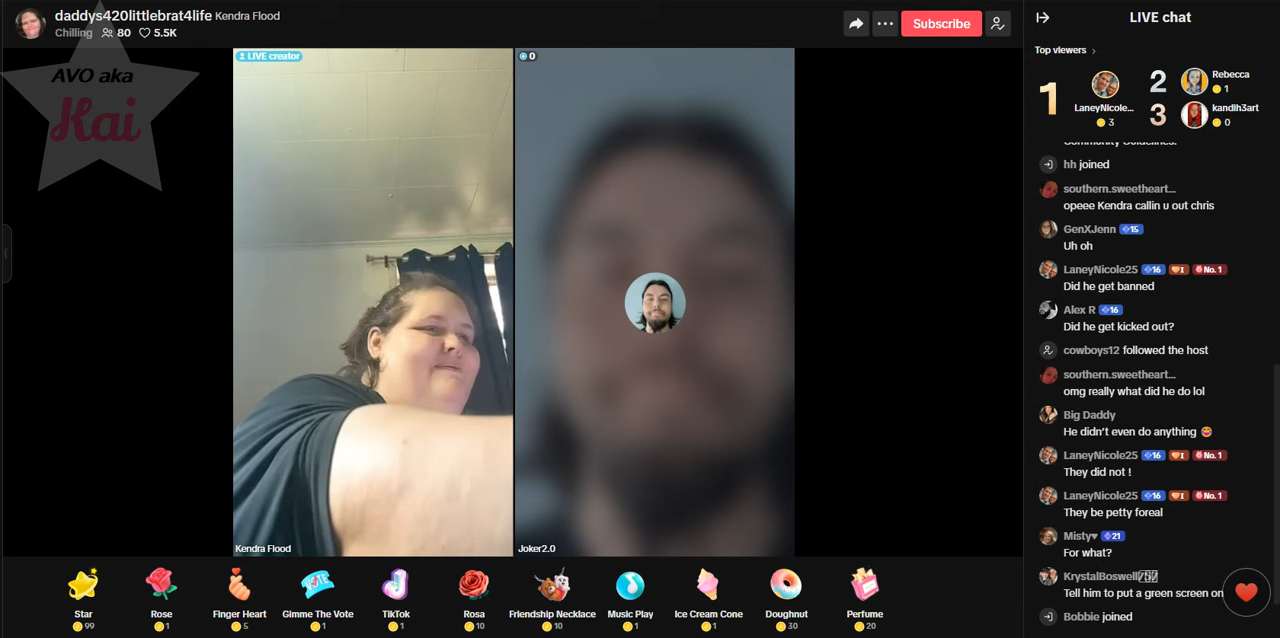 daddys420littlebrat4life Kendra Flood
Chilling 80 5.5K
Subscribe
AVO aka
Kai
LIVE creator
0
Kendra Flood
Joker2.0
Star
99
Rose
1
Finger Heart
5
Gimme The Vote
1
TikTok
1
Rosa
10
Friendship Necklace
10
Music Play
1
Ice Cream Cone
1
Doughnut
30
Perfume
20
LIVE chat
Top viewers >
1
LaneyNicole...
3
2
Rebecca
1
3
kandih3art
0
Community Guidelines.
hh joined
southern.sweetheart...
opeee Kendra callin u out chris
GenXJenn 15
Uh oh
LaneyNicole25 16 I No. 1
Did he get banned
Alex R 16
Did he get kicked out?
cowboys12 followed the host
southern.sweetheart...
omg really what did he do lol
Big Daddy
He didn't even do anything 😆
LaneyNicole25 16 I No. 1
They did not !
LaneyNicole25 16 I No. 1
They be petty foreal
Misty♥ 21
For what?
KrystalBoswell
Tell him to put a green screen on
Bobbie joined